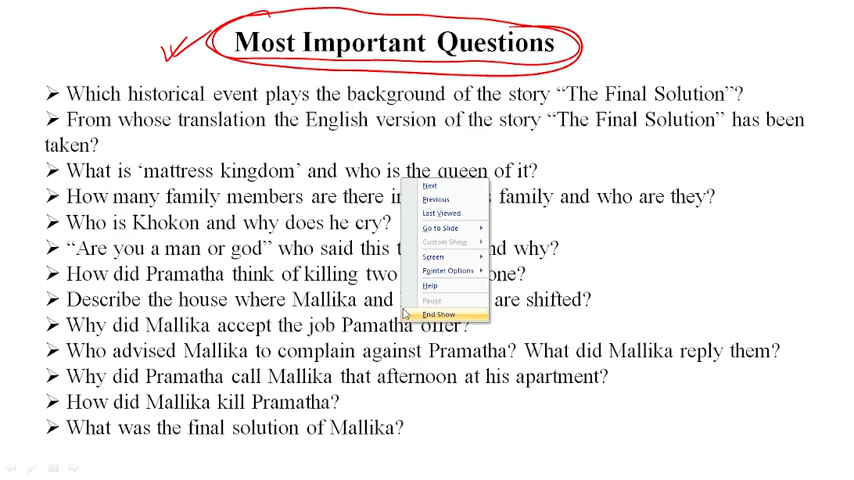 Most Important Questions
➢ Which historical event plays the background of the story “The Final Solution”?
➢ From whose translation the English version of the story “The Final Solution” has been
taken?
➢ What is ‘mattress kingdom’ and who is the queen of it?
➢ How many family members are there in family and who are they?
➢ Who is Khokon and why does he cry?
➢ “Are you a man or god” who said this and why?
➢ How did Pramatha think of killing two one?
➢ Describe the house where Mallika and are shifted?
➢ Why did Mallika accept the job Pamatha offer?
➢ Who advised Mallika to complain against Pramatha? What did Mallika reply them?
➢ Why did Pramatha call Mallika that afternoon at his apartment?
➢ How did Mallika kill Pramatha?
➢ What was the final solution of Mallika?
Next
Previous
Last Viewed
Go to Slide
Custom Show
Screen
Pointer Options
Help
Pause
End Show